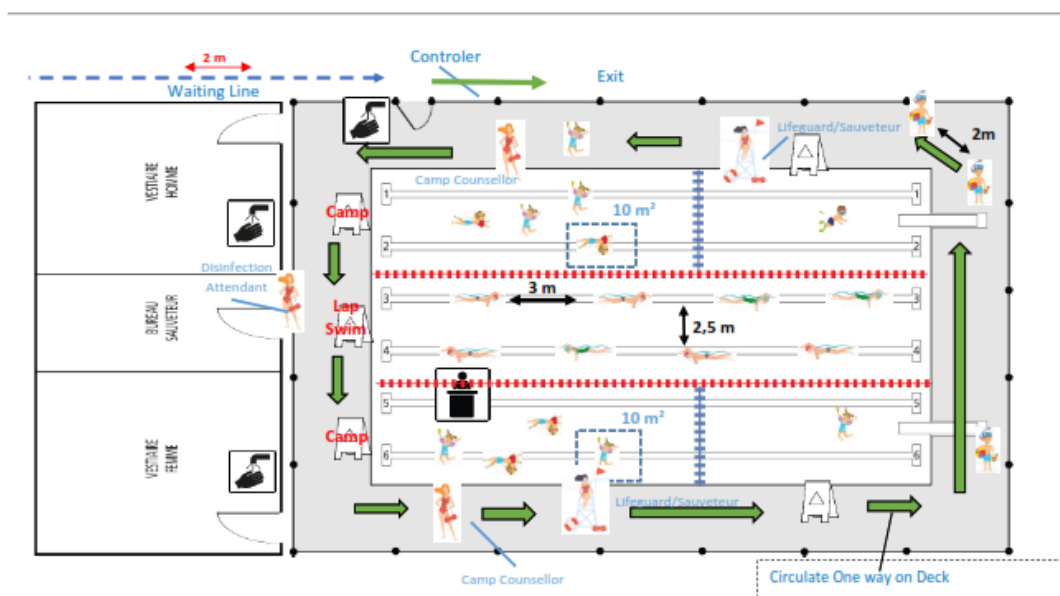 2 m
Controler
Exit
Waiting Line
Lifeguard/Sauveteur
2m
VESTIAIRE
HOMME
Camp Counsellor
1
1
Camp
10 m²
2
2
Disinfection
Attendant
3 m
3
3
BUREAU
SAUVETEUR
Lap
Swim
2,5 m
4
4
5
5
10 m²
Camp
VESTIAIRE
FEMME
6
6
Lifeguard/Sauveteur
Camp Counsellor
Circulate One way on Deck